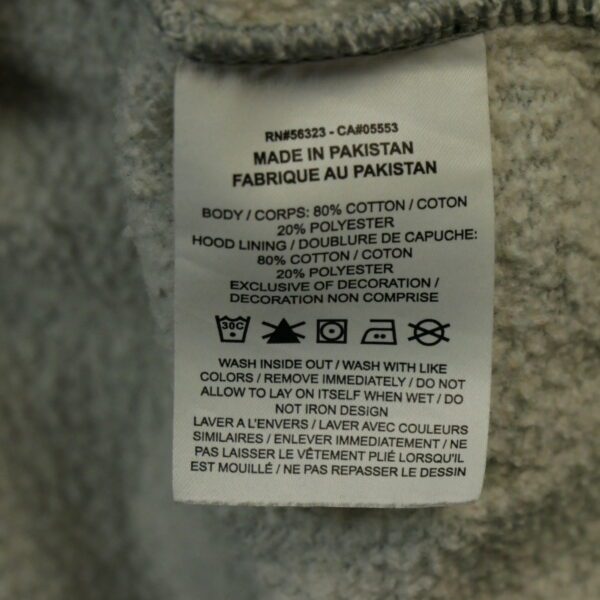 RN#56323 - CA#05553
MADE IN PAKISTAN
FABRIQUE AU PAKISTAN
BODY / CORPS: 80% COTTON / COTON
20% POLYESTER
HOOD LINING / DOUBLURE DE CAPUCHE:
80% COTTON / COTON
20% POLYESTER
EXCLUSIVE OF DECORATION /
DECORATION NON COMPRISE
30C
WASH INSIDE OUT / WASH WITH LIKE
COLORS / REMOVE IMMEDIATELY / DO NOT
ALLOW TO LAY ON ITSELF WHEN WET / DO
NOT IRON DESIGN
LAVER A L'ENVERS / LAVER AVEC COULEURS
SIMILAIRES / ENLEVER IMMEDIATEMENT / NE
PAS LAISSER LE VÊTEMENT PLIÉ LORSQU'IL
EST MOUILLÉ / NE PAS REPASSER LE DESSIN